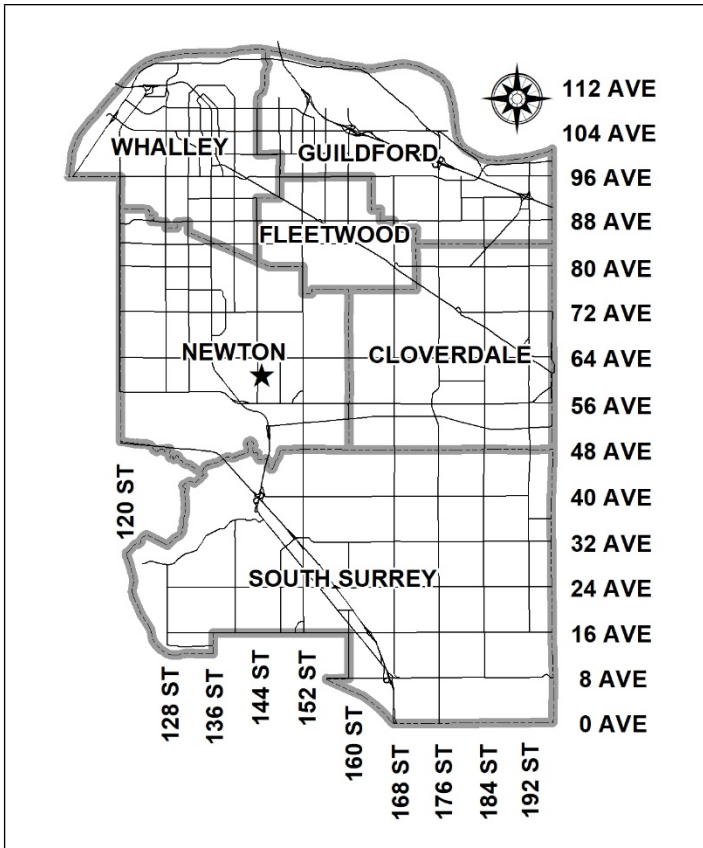 112 AVE
104 AVE
WHALLEY
GUILDFORD
96 AVE
88 AVE
FLEETWOOD
80 AVE
72 AVE
NEWTON
CLOVERDALE
64 AVE
56 AVE
48 AVE
120 ST
40 AVE
32 AVE
SOUTH SURREY
24 AVE
16 AVE
8 AVE
0 AVE
128 ST
136 ST
144 ST
152 ST
160 ST
168 ST
176 ST
184 ST
192 ST